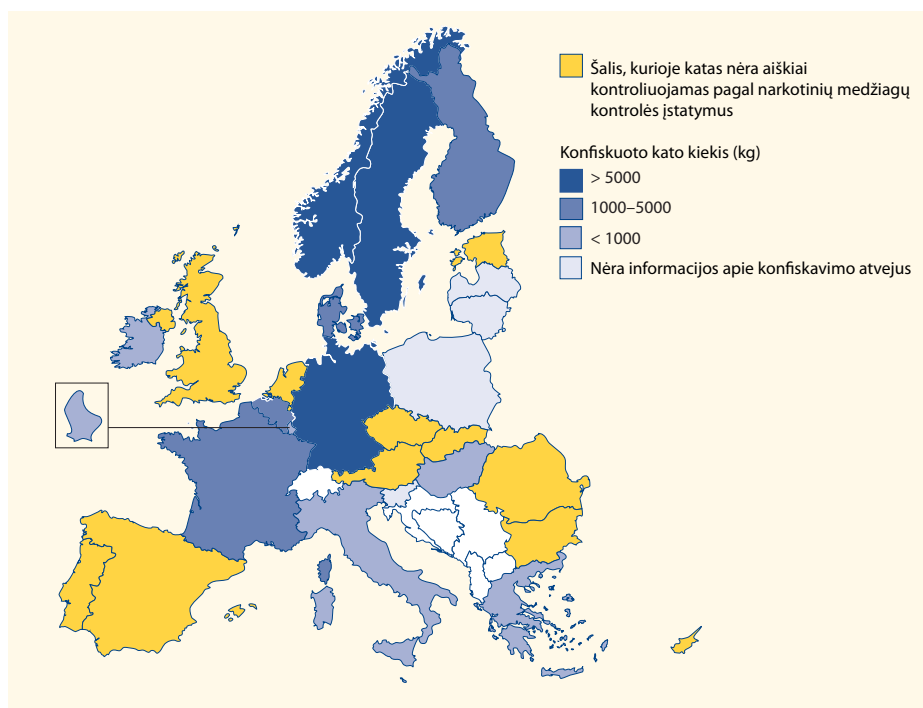 Šalis, kurioje katas nėra aiškiai
kontroliuojamas pagal narkotinių medžiagų
kontrolės įstatymus
Konfiskuoto kato kiekis (kg)
> 5000
1000–5000
< 1000
Nėra informacijos apie konfiskavimo atvejus